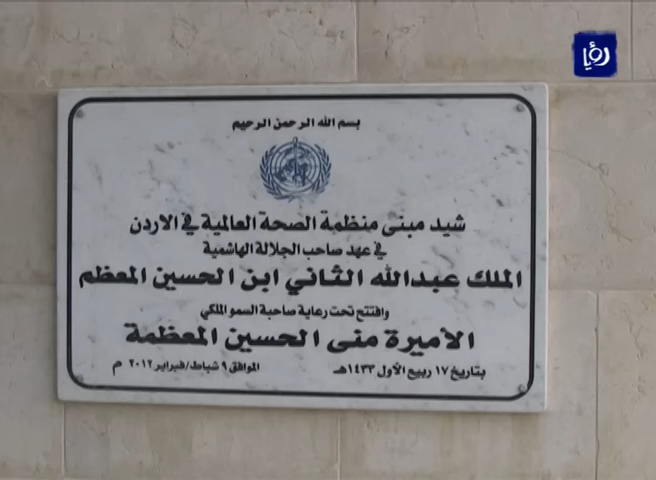 رؤيا
بسم الله الرحمن الرحيم
شيد مبنى منظمة الصحة العالمية في الاردن
في عهد صاحب الجلالة الهاشمية
الملك عبدالله الثاني ابن الحسين المعظم
وافتتح تحت رعاية صاحبة السمو الملكي
الأميرة منى الحسين المعظمة
بتاريخ ١٧ ربيع الأول ١٤٣٣هـ الموافق ٩ شباط/فبراير ٢٠١٢ م